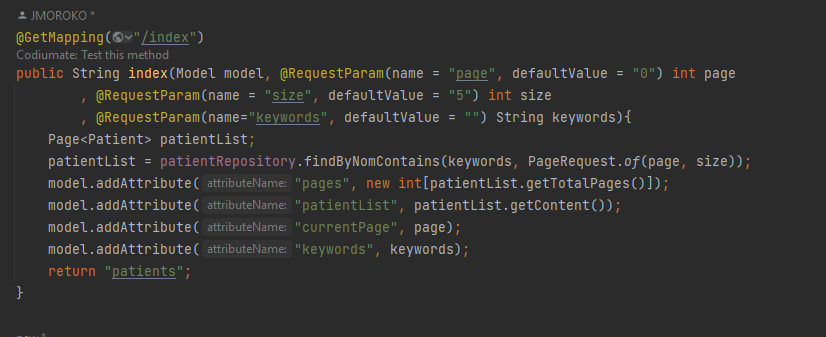 JMOROKO *
@GetMapping("/index")
Codiumate: Test this method
public String index(Model model, @RequestParam(name = "page", defaultValue = "0") int page
, @RequestParam(name = "size", defaultValue = "5") int size
, @RequestParam(name="keywords", defaultValue = "") String keywords){
Page<Patient> patientList;
patientList = patientRepository.findByNomContains(keywords, PageRequest.of(page, size));
model.addAttribute( attributeName: "pages", new int[patientList.getTotalPages()]);
model.addAttribute( attributeName: "patientList", patientList.getContent());
model.addAttribute( attributeName: "currentPage", page);
model.addAttribute( attributeName: "keywords", keywords);
return "patients";
}